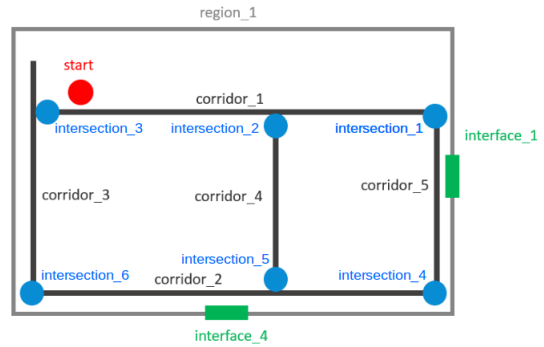 region_1
start
corridor_1
intersection_3
intersection_2
intersection_1
interface_1
corridor_5
corridor_3
corridor_4
intersection_5
intersection_6
corridor_2
intersection_4
interface_4